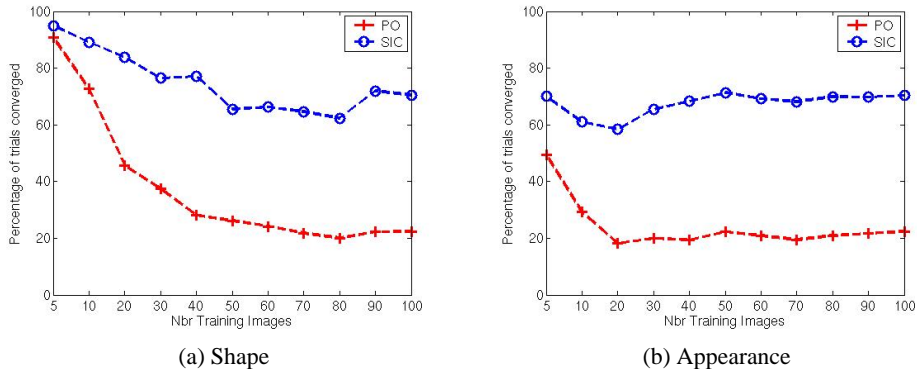 100
80
60
40
20
0
Percentage of trials converged
PO
SIC
5 10 20 30 40 50 60 70 80 90 100
Nbr Training Images
(a) Shape
100
80
60
40
20
0
Percentage of trials converged
PO
SIC
5 10 20 30 40 50 60 70 80 90 100
Nbr Training Images
(b) Appearance